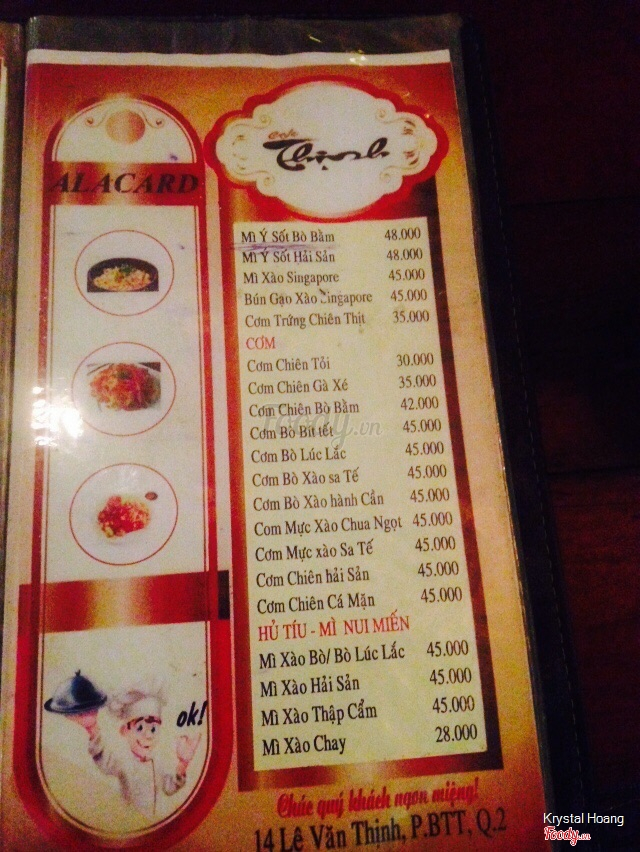 ALACARD
Cafe
Thịnh
Mì Ý Sốt Bò Bằm 48.000
Mì Ý Sốt Hải Sản 48.000
Mì Xào Singapore 45.000
Bún Gạo Xào Singapore 45.000
Cơm Trứng Chiên Thịt 35.000
CƠM
Cơm Chiên Tỏi 30.000
Cơm Chiên Gà Xé 35.000
Cơm Chiên Bò Bằm 42.000
Cơm Bò Bít tết 45.000
Cơm Bò Lúc Lắc 45.000
Cơm Bò Xào sa Tế 45.000
Cơm Bò Xào hành Cần 45.000
Com Mực Xào Chua Ngọt 45.000
Cơm Mực xào Sa Tế 45.000
Cơm Chiên hải Sản 45.000
Cơm Chiên Cá Mặn 45.000
HỦ TÍU - MÌ NUI MIẾN
Mì Xào Bò/ Bò Lúc Lắc 45.000
Mì Xào Hải Sản 45.000
Mì Xào Thập Cẩm 45.000
Mì Xào Chay 28.000
ok!
Chúc quý khách ngon miệng!
14 Lê Văn Thịnh, P.BTT, Q.2
Foody.vn
Krystal Hoang
Foody.vn